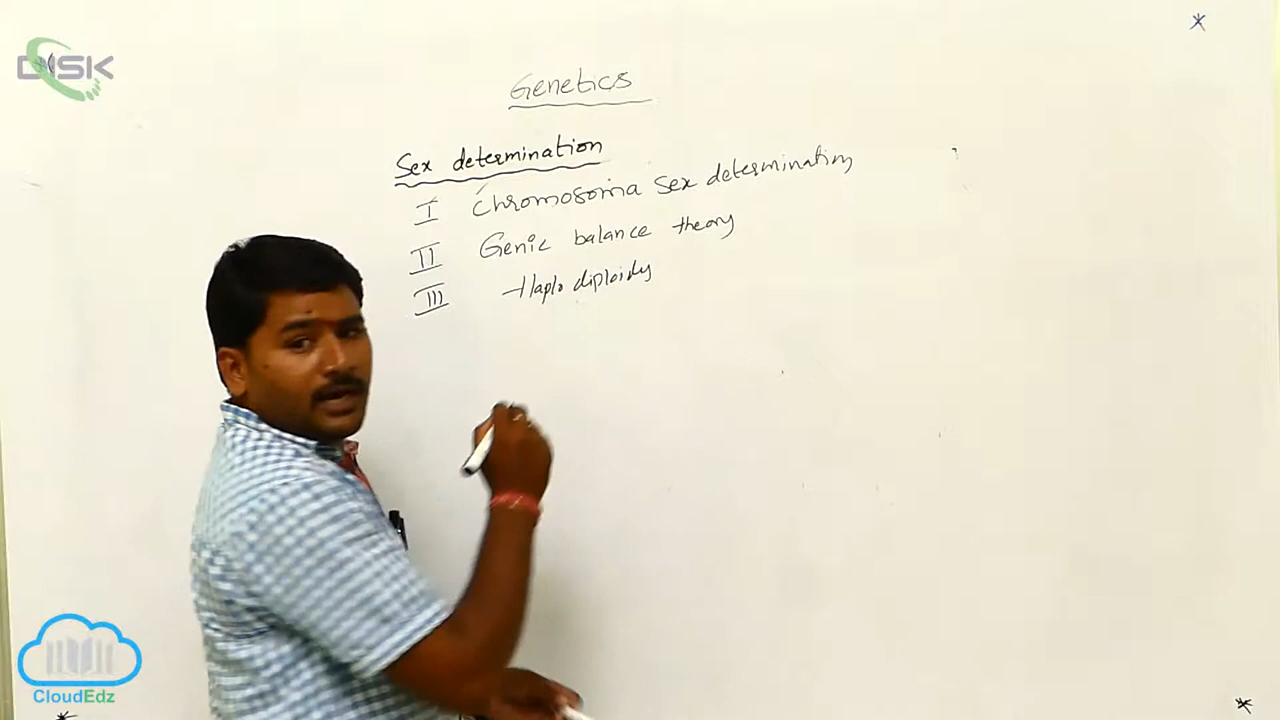 DISK
Genetics
Sex determination
I Chromosoma Sex determination
II Genic balance theory
III Haplo diploidy
CloudEdz